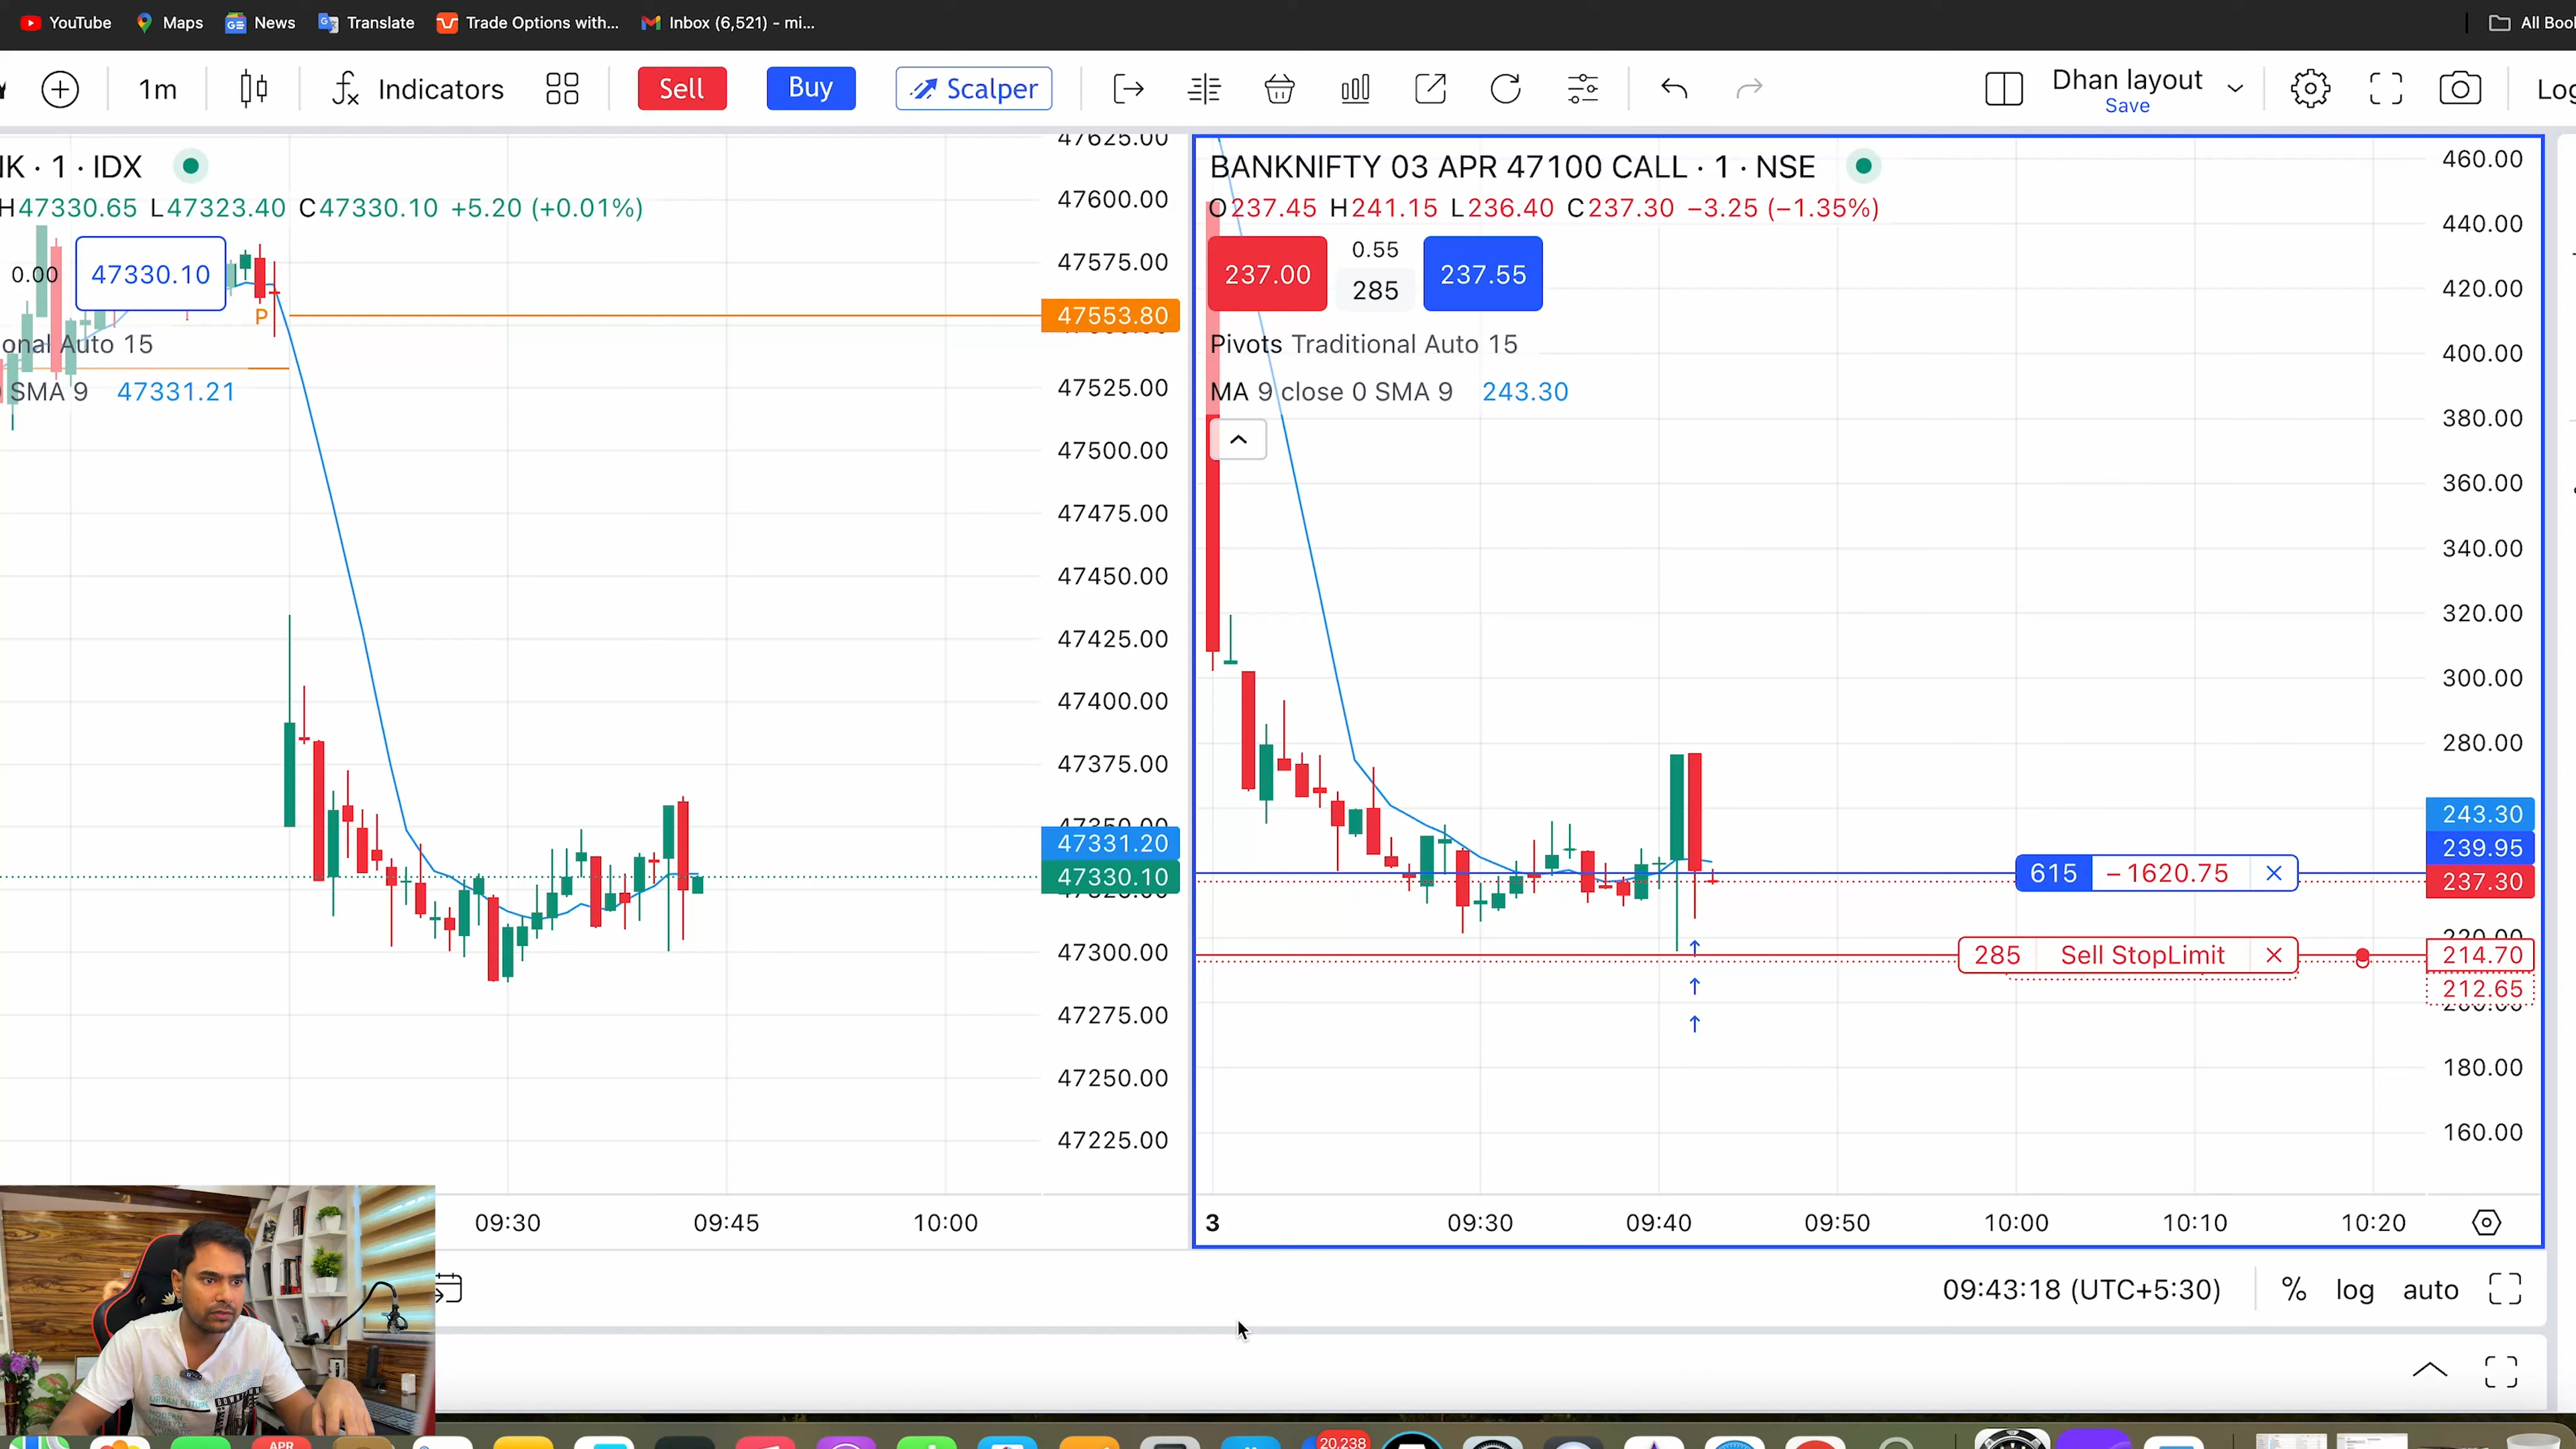 YouTube Maps News Translate Trade Options with... Inbox (6,521) - mi...
1m Indicators Sell Buy Scalper Dhan layout
Save
· 1 · IDX
H47330.65 L47323.40 C47330.10 +5.20 (+0.01%)
0.00 47330.10
P
Auto 15
SMA 9 47331.21
47625.00
47600.00
47575.00
47553.80
47525.00
47500.00
47475.00
47450.00
47425.00
47400.00
47375.00
47350.00
47331.20
47330.10
47300.00
47275.00
47250.00
47225.00
09:30 09:45 10:00
BANKNIFTY 03 APR 47100 CALL · 1 · NSE
O237.45 H241.15 L236.40 C237.30 −3.25 (−1.35%)
237.00 0.55 285 237.55
Pivots Traditional Auto 15
MA 9 close 0 SMA 9 243.30
460.00
440.00
420.00
400.00
380.00
360.00
340.00
320.00
300.00
280.00
243.30
239.95
615 −1620.75 237.30
220.00
285 Sell StopLimit 214.70
212.65
180.00
160.00
3 09:30 09:40 09:50 10:00 10:10 10:20
09:43:18 (UTC+5:30) % log auto
APR
20,238